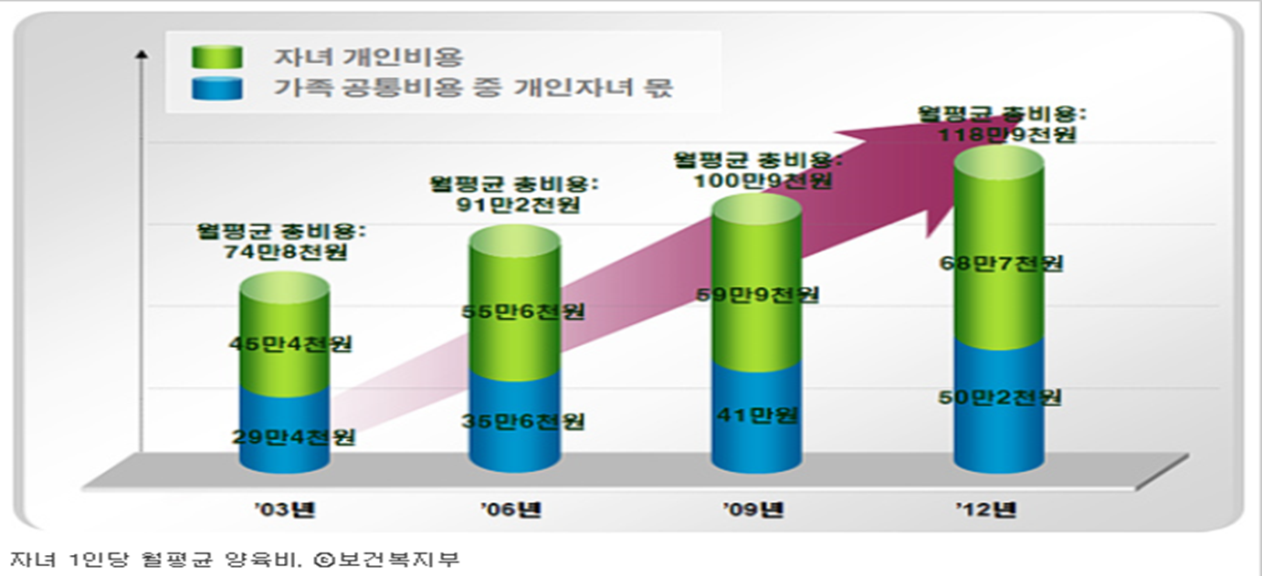 자녀 개인비용
가족 공통비용 중 개인자녀 몫
월평균 총비용:
118만9천원
월평균 총비용:
100만9천원
월평균 총비용:
91만2천원
월평균 총비용:
74만8천원
68만7천원
59만9천원
55만6천원
45만4천원
50만2천원
41만원
35만6천원
29만4천원
'03년
'06년
'09년
'12년
자녀 1인당 월평균 양육비. ⓒ보건복지부